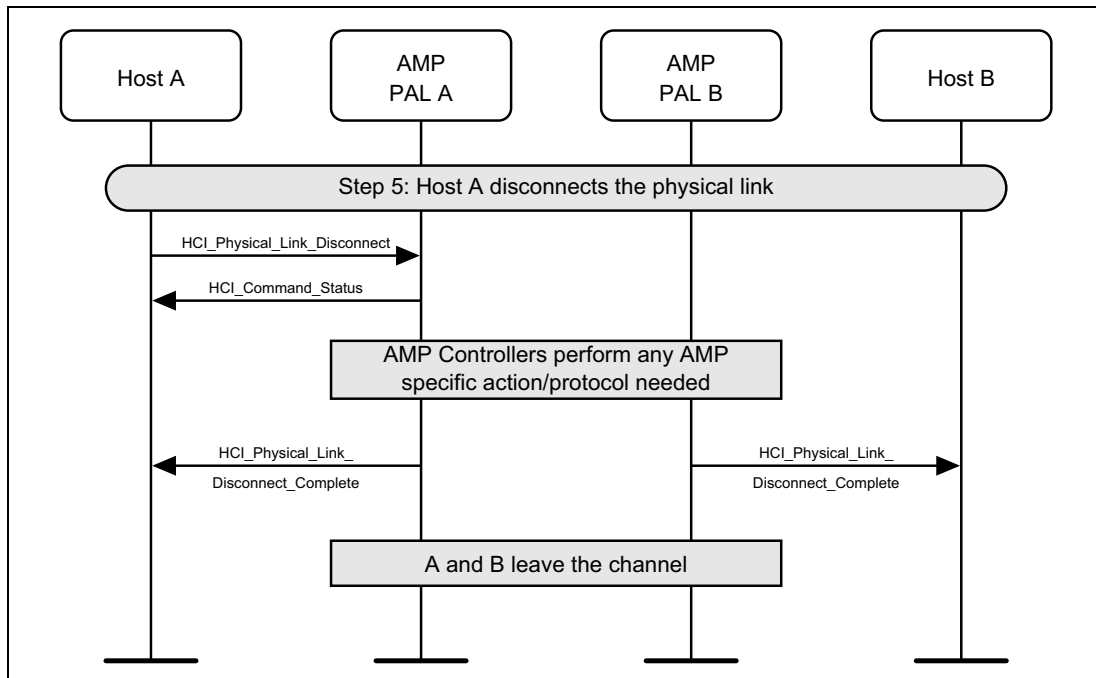 Host A
AMP
PAL A
AMP
PAL B
Host B
Step 5: Host A disconnects the physical link
HCI_Physical_Link_Disconnect
HCI_Command_Status
AMP Controllers perform any AMP
specific action/protocol needed
HCI_Physical_Link_
Disconnect_Complete
HCI_Physical_Link_
Disconnect_Complete
A and B leave the channel